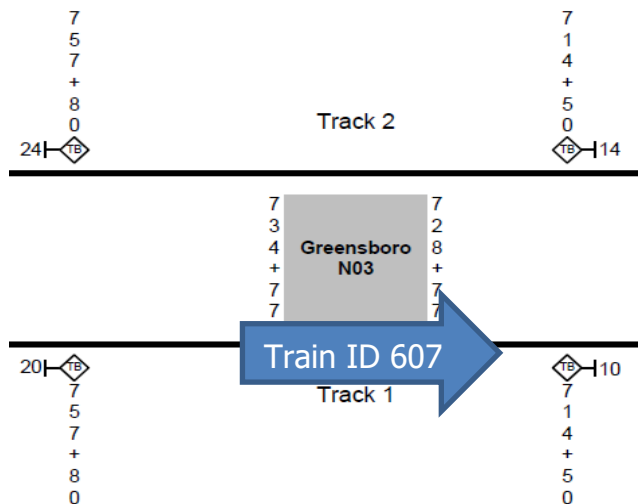 757+80
714+50
Track 2
24
TB
TB
14
734+77
Greensboro
N03
728+77
Train ID 607
20
TB
TB
10
Track 1
757+80
714+50